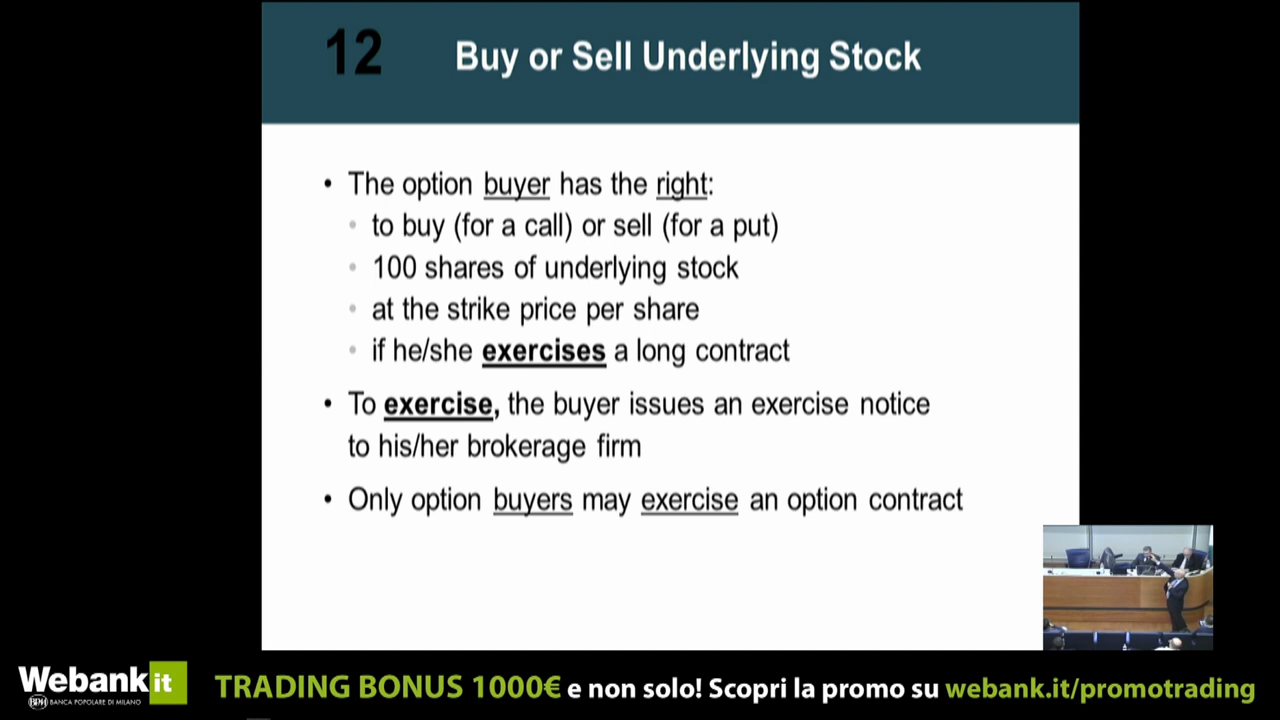 12
Buy or Sell Underlying Stock
• The option buyer has the right:
• to buy (for a call) or sell (for a put)
• 100 shares of underlying stock
• at the strike price per share
• if he/she exercises a long contract
• To exercise, the buyer issues an exercise notice
to his/her brokerage firm
• Only option buyers may exercise an option contract
Webank it
BPM BANCA POPOLARE DI MILANO
TRADING BONUS 1000€ e non solo! Scopri la promo su webank.it/promotrading